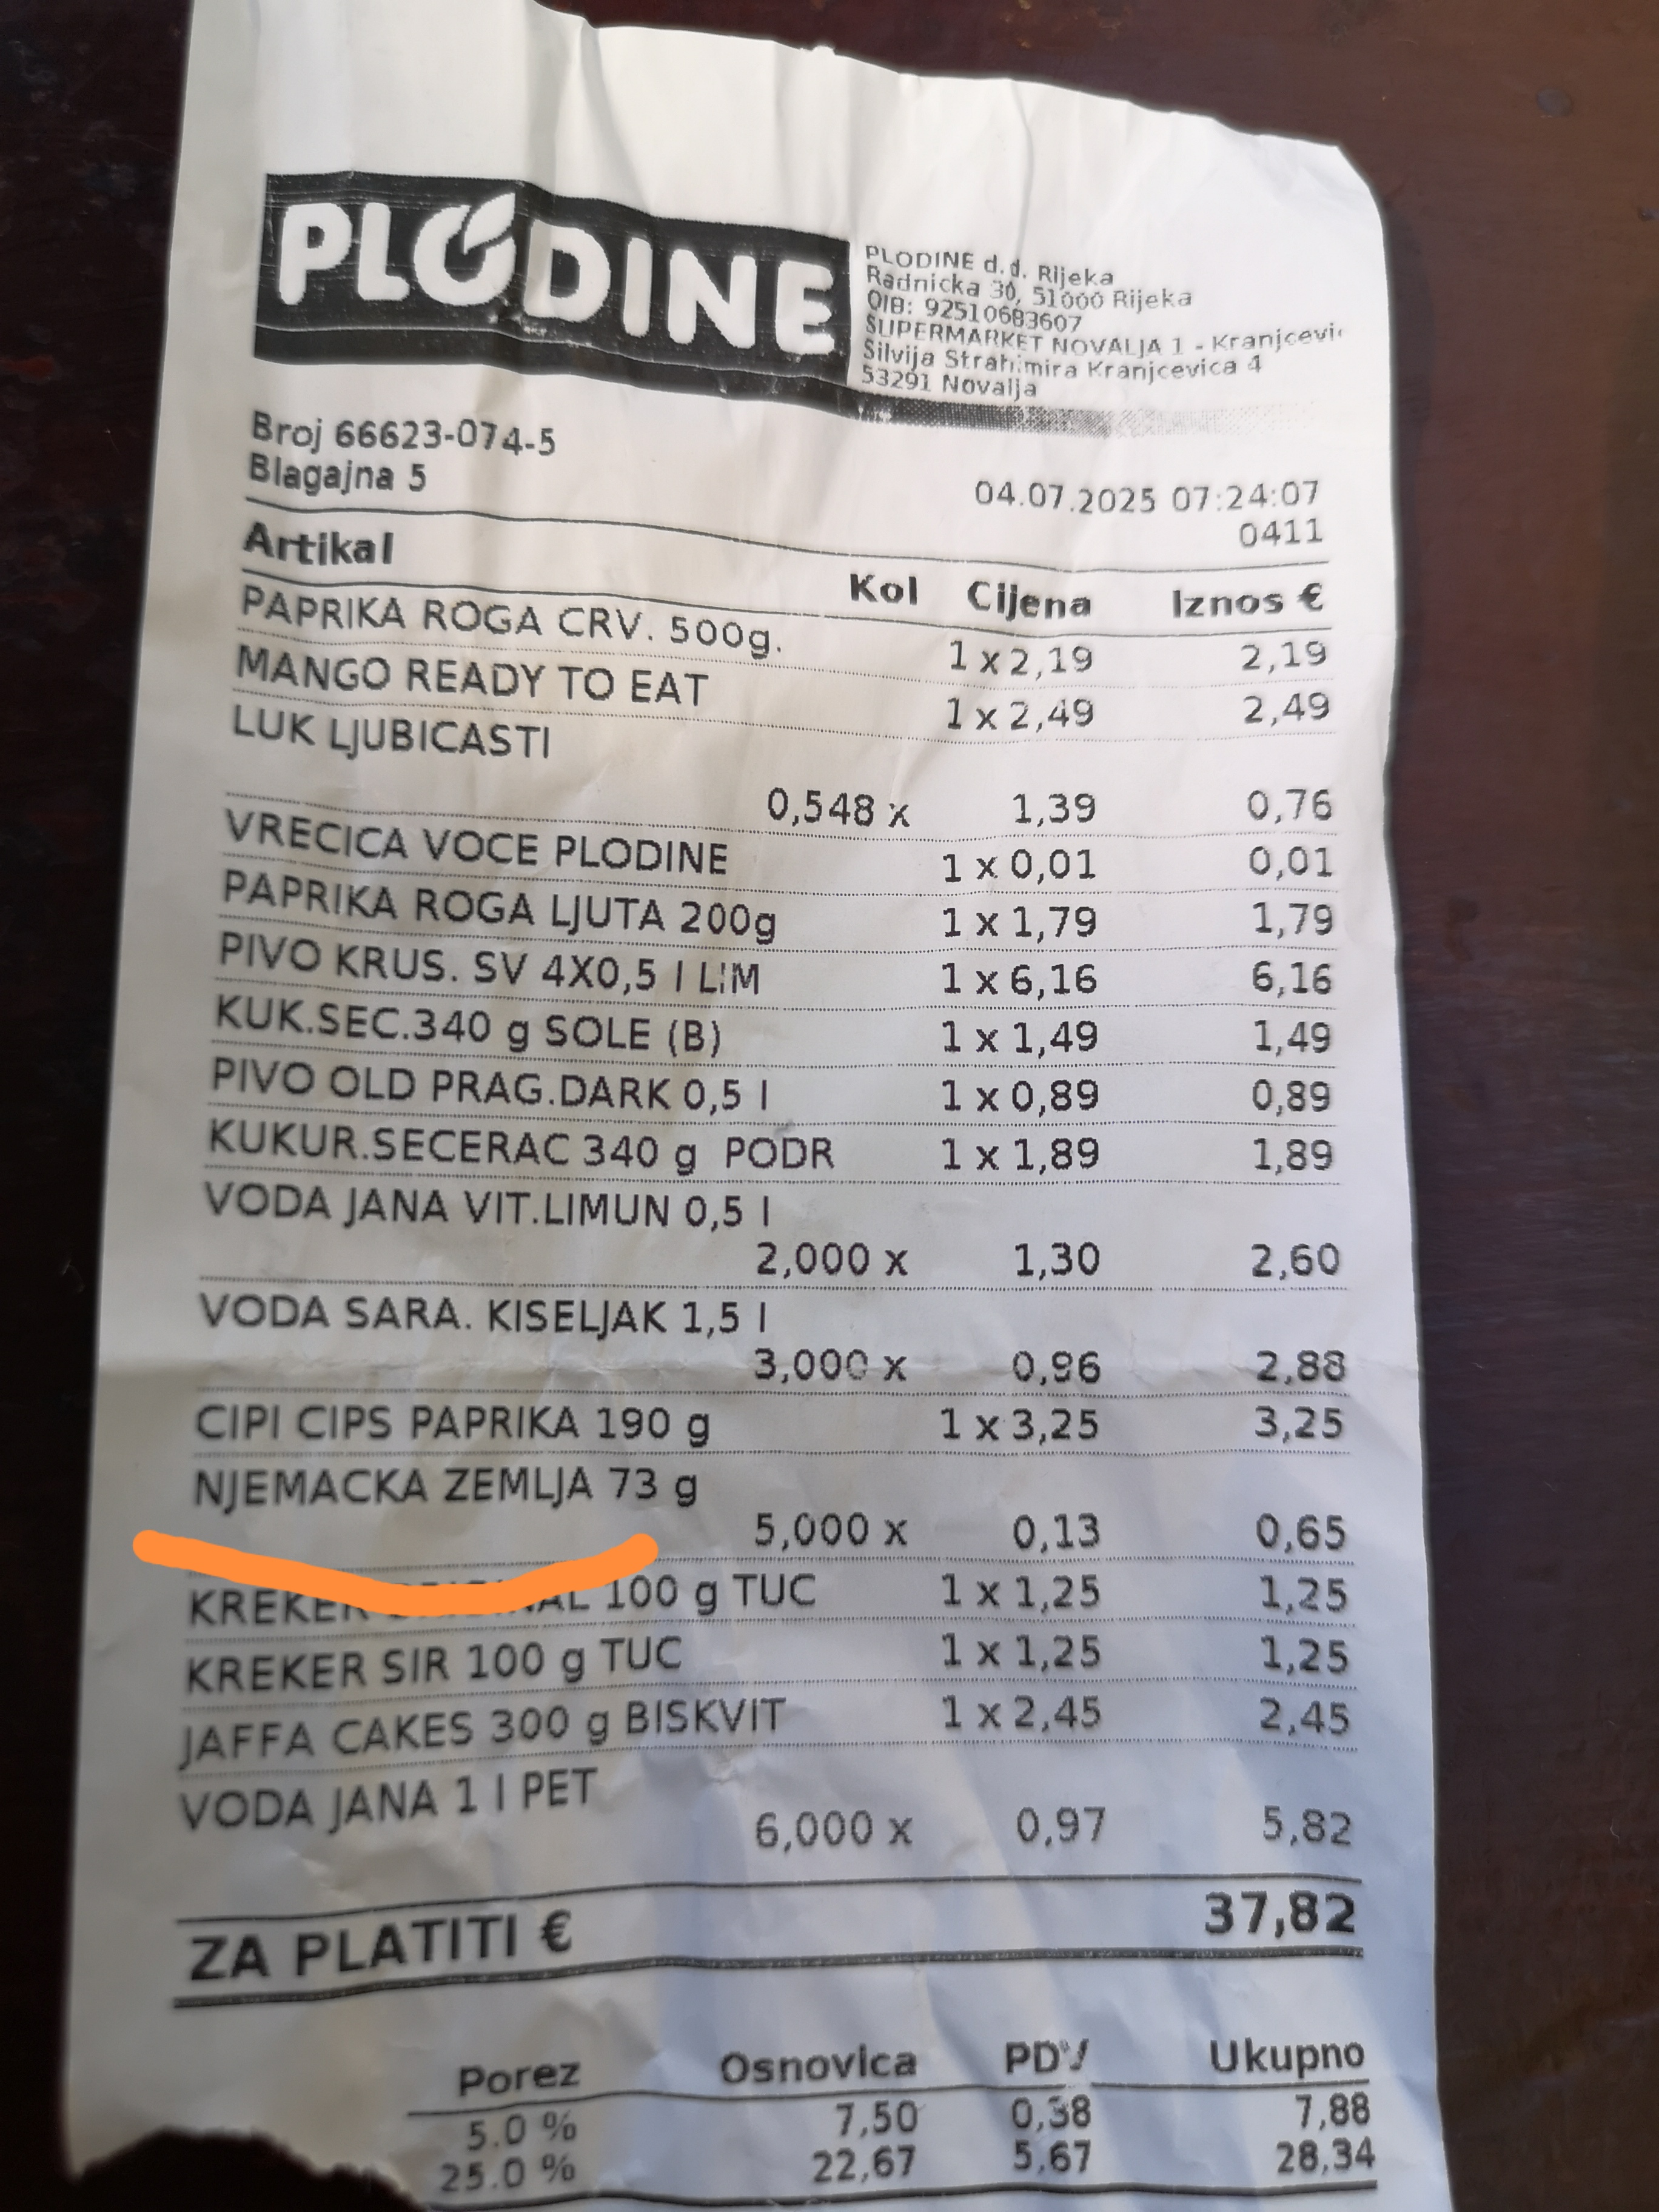 PLODINE
PLODINE d.d. Rijeka
Radnicka 30, 51000 Rijeka
OIB: 92510683607
SUPERMARKET NOVALJA 1 - Kranjcevic
Silvija Strahimira Kranjcevica 4
53291 Novalja
Broj 66623-074-5
Blagajna 5
04.07.2025 07:24:07
0411
Artikal Kol Cijena Iznos €
PAPRIKA ROGA CRV. 500g. 1 x 2,19 2,19
MANGO READY TO EAT 1 x 2,49 2,49
LUK LJUBICASTI
0,548 x 1,39 0,76
VRECICA VOCE PLODINE 1 x 0,01 0,01
PAPRIKA ROGA LJUTA 200g 1 x 1,79 1,79
PIVO KRUS. SV 4X0,5 l LIM 1 x 6,16 6,16
KUK.SEC.340 g SOLE (B) 1 x 1,49 1,49
PIVO OLD PRAG.DARK 0,5 l 1 x 0,89 0,89
KUKUR.SECERAC 340 g PODR 1 x 1,89 1,89
VODA JANA VIT.LIMUN 0,5 l
2,000 x 1,30 2,60
VODA SARA. KISELJAK 1,5 l
3,000 x 0,96 2,88
CIPI CIPS PAPRIKA 190 g 1 x 3,25 3,25
NJEMACKA ZEMLJA 73 g
5,000 x 0,13 0,65
KREKER 100 g TUC 1 x 1,25 1,25
KREKER SIR 100 g TUC 1 x 1,25 1,25
JAFFA CAKES 300 g BISKVIT 1 x 2,45 2,45
VODA JANA 1 l PET
6,000 x 0,97 5,82
ZA PLATITI € 37,82
Porez Osnovica PDV Ukupno
5.0 % 7,50 0,38 7,88
25.0 % 22,67 5,67 28,34